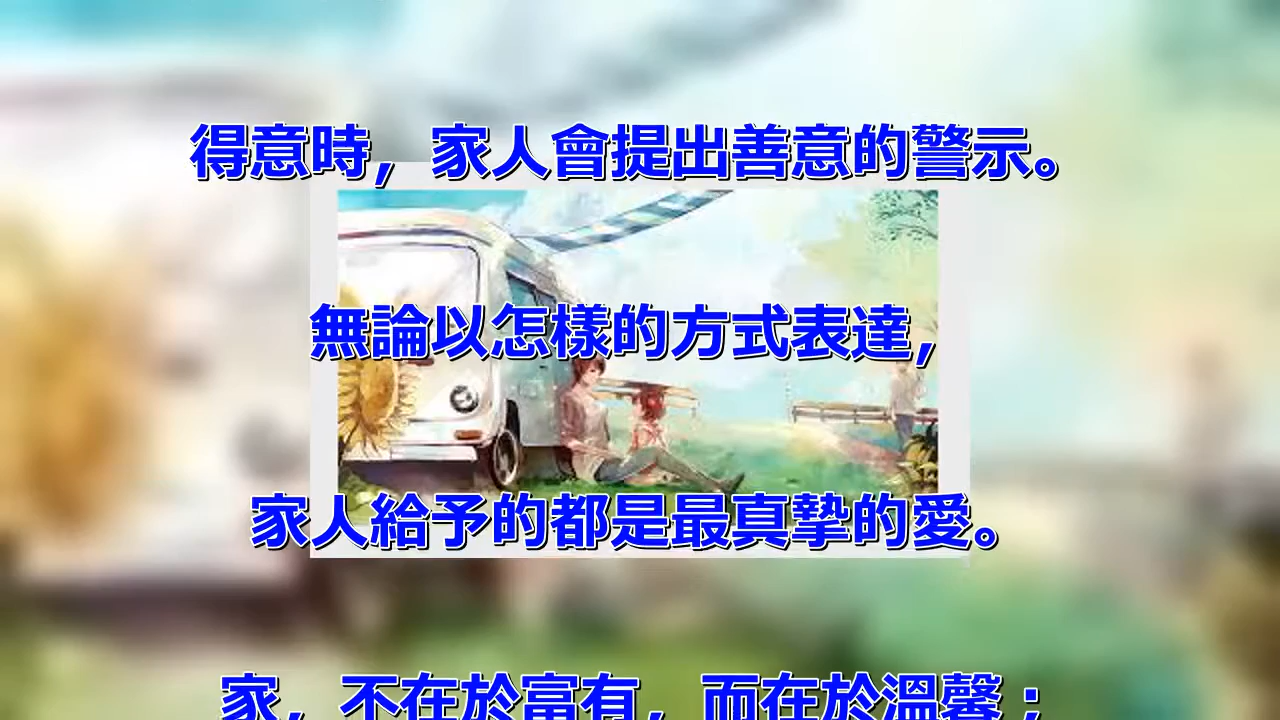 得意時，家人會提出善意的警示。
無論以怎樣的方式表達，
家人給予的都是最真摯的愛。
家，不在於富有，而在於溫馨；